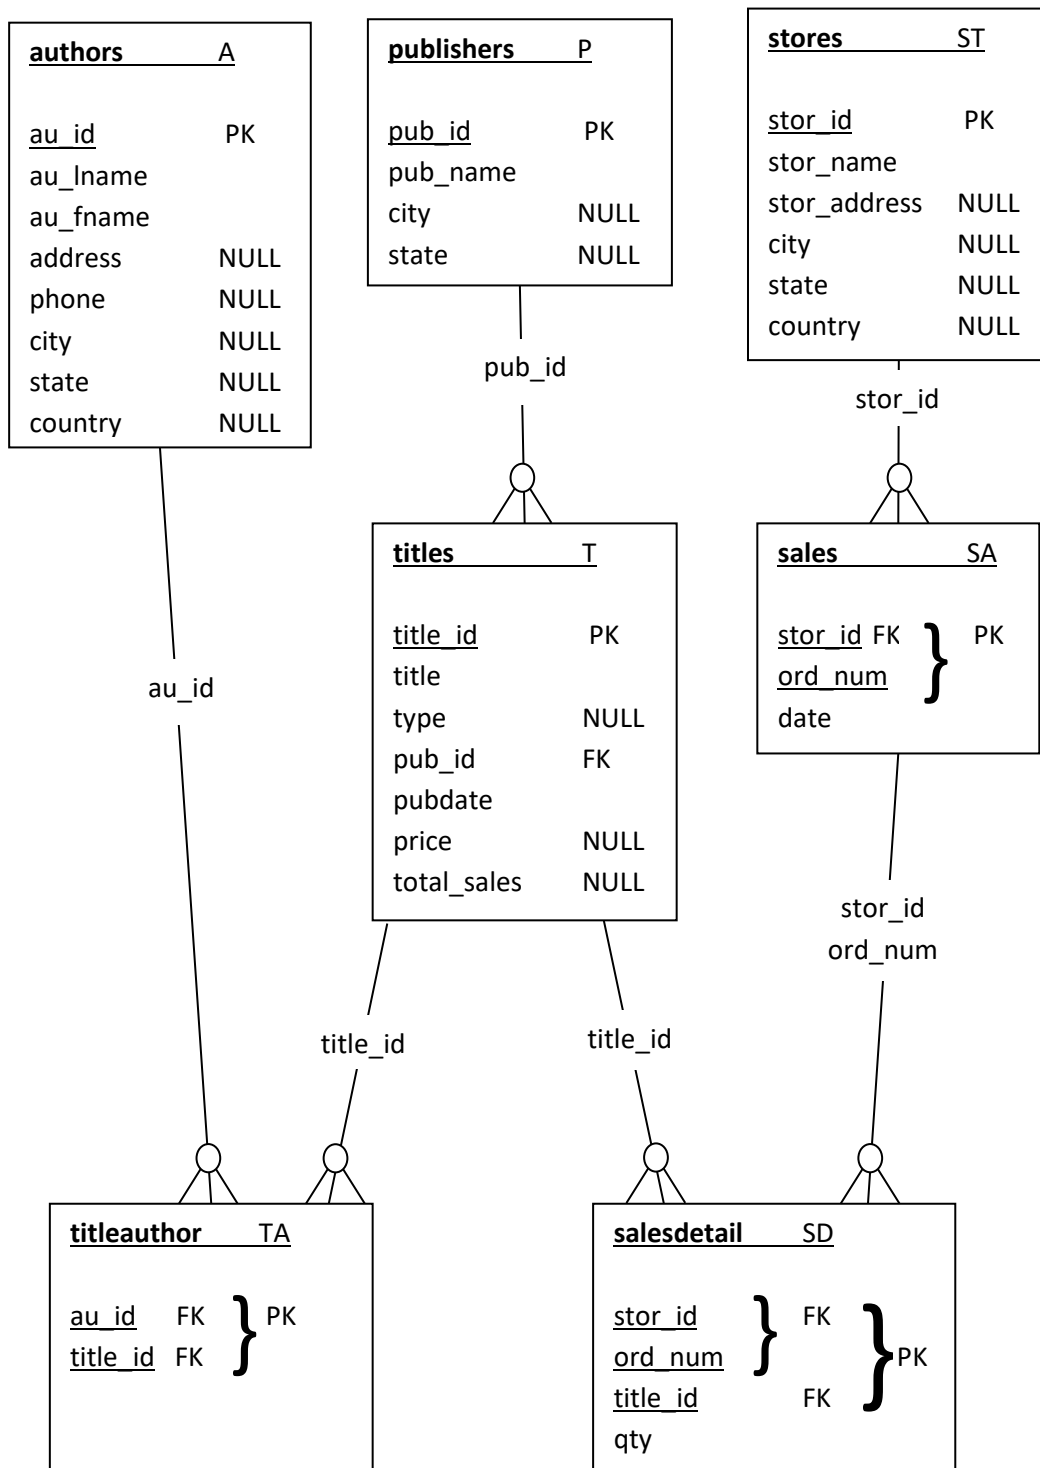 authors A
au_id PK
au_lname
au_fname
address NULL
phone NULL
city NULL
state NULL
country NULL
publishers P
pub_id PK
pub_name
city NULL
state NULL
stores ST
stor_id PK
stor_name
stor_address NULL
city NULL
state NULL
country NULL
pub_id
stor_id
titles T
title_id PK
title
type NULL
pub_id FK
pubdate
price NULL
total_sales NULL
sales SA
stor_id FK } PK
ord_num
date
au_id
stor_id
ord_num
title_id
title_id
titleauthor TA
au_id FK } PK
title_id FK
salesdetail SD
stor_id } FK
ord_num } PK
title_id FK
qty